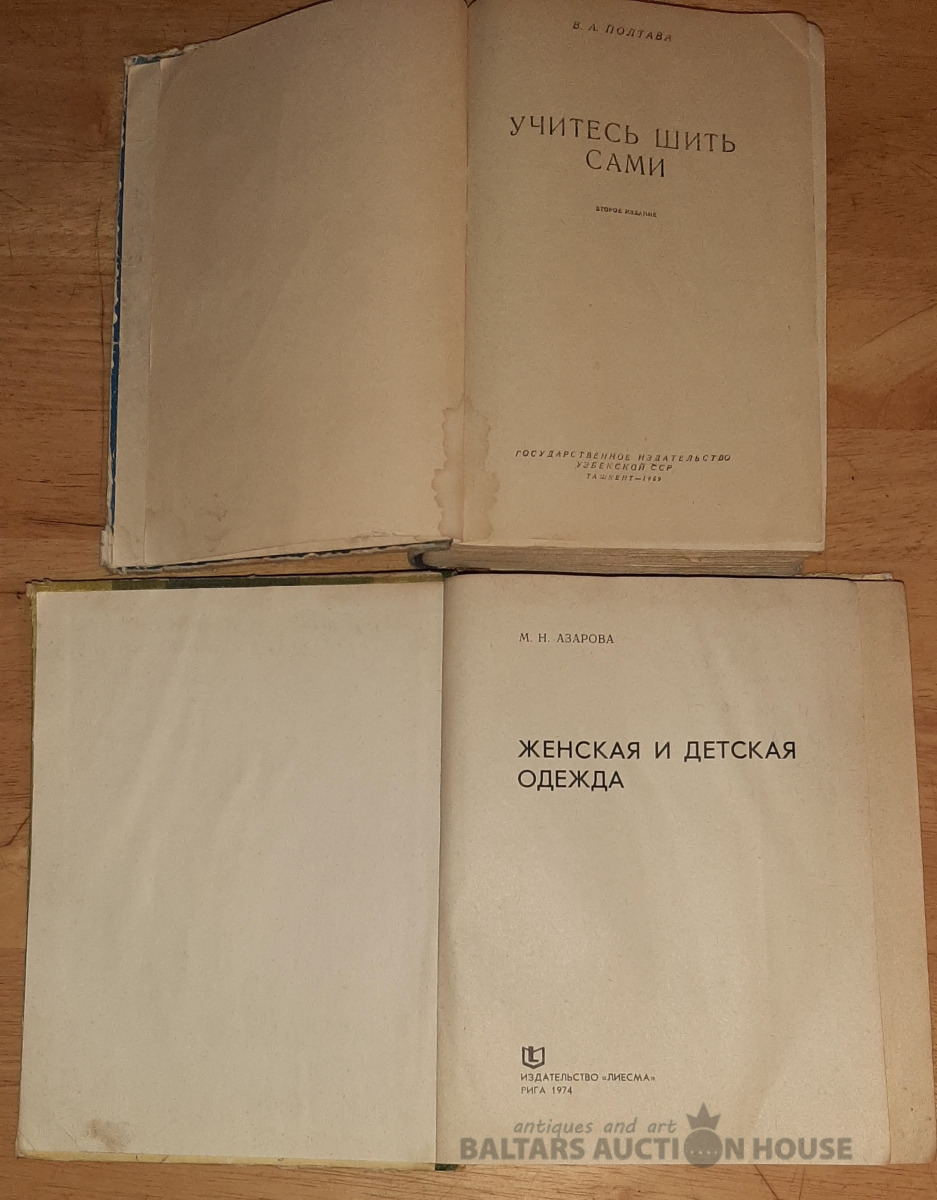 В. А. ПОЛТАВА
УЧИТЕСЬ ШИТЬ
САМИ
ВТОРОЕ ИЗДАНИЕ
ГОСУДАРСТВЕННОЕ ИЗДАТЕЛЬСТВО
УЗБЕКСКОЙ ССР
ТАШКЕНТ—1959
М. Н. АЗАРОВА
ЖЕНСКАЯ И ДЕТСКАЯ
ОДЕЖДА
ИЗДАТЕЛЬСТВО «ЛИЕСМА»
РИГА 1974
antiques and art
BALTARS AUCTION HOUSE